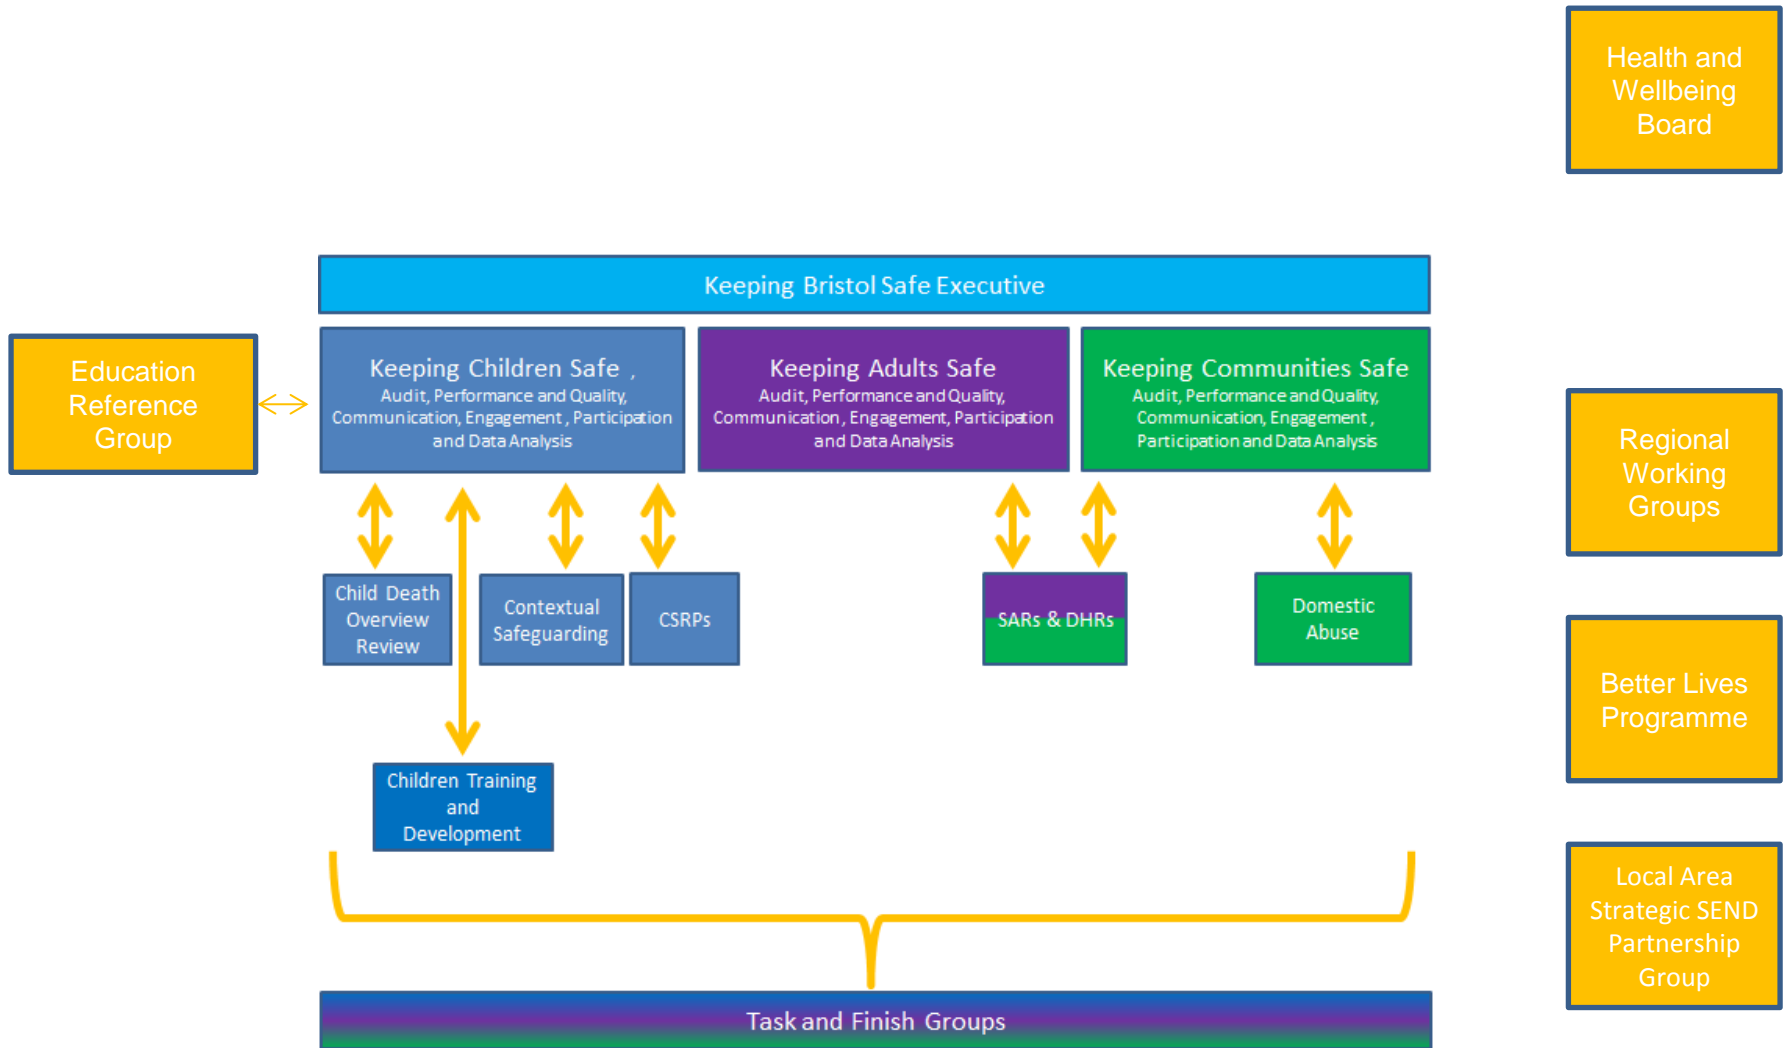 Health and
Wellbeing
Board
Keeping Bristol Safe Executive
Education
Reference
Group
Keeping Children Safe ,
Audit, Performance and Quality,
Communication, Engagement , Participation
and Data Analysis
Keeping Adults Safe
Audit, Performance and Quality,
Communication, Engagement, Participation
and Data Analysis
Keeping Communities Safe
Audit, Performance and Quality,
Communication, Engagement ,
Participation and Data Analysis
Regional
Working
Groups
Child Death
Overview
Review
Contextual
Safeguarding
CSRPs
SARs & DHRs
Domestic
Abuse
Better Lives
Programme
Children Training
and
Development
Local Area
Strategic SEND
Partnership
Group
Task and Finish Groups